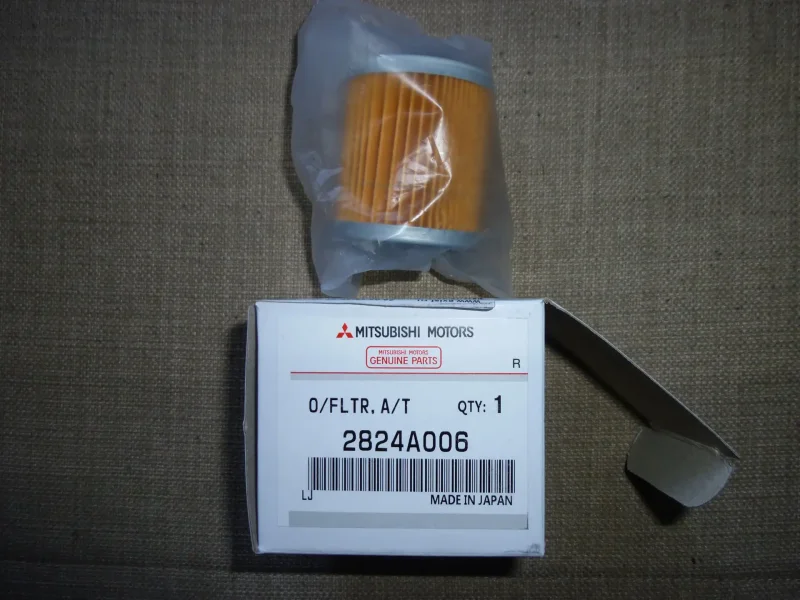 MITSUBISHI MOTORS
MITSUBISHI MOTORS
GENUINE PARTS
R
O/FLTR, A/T QTY: 1
2824A006
LJ
MADE IN JAPAN